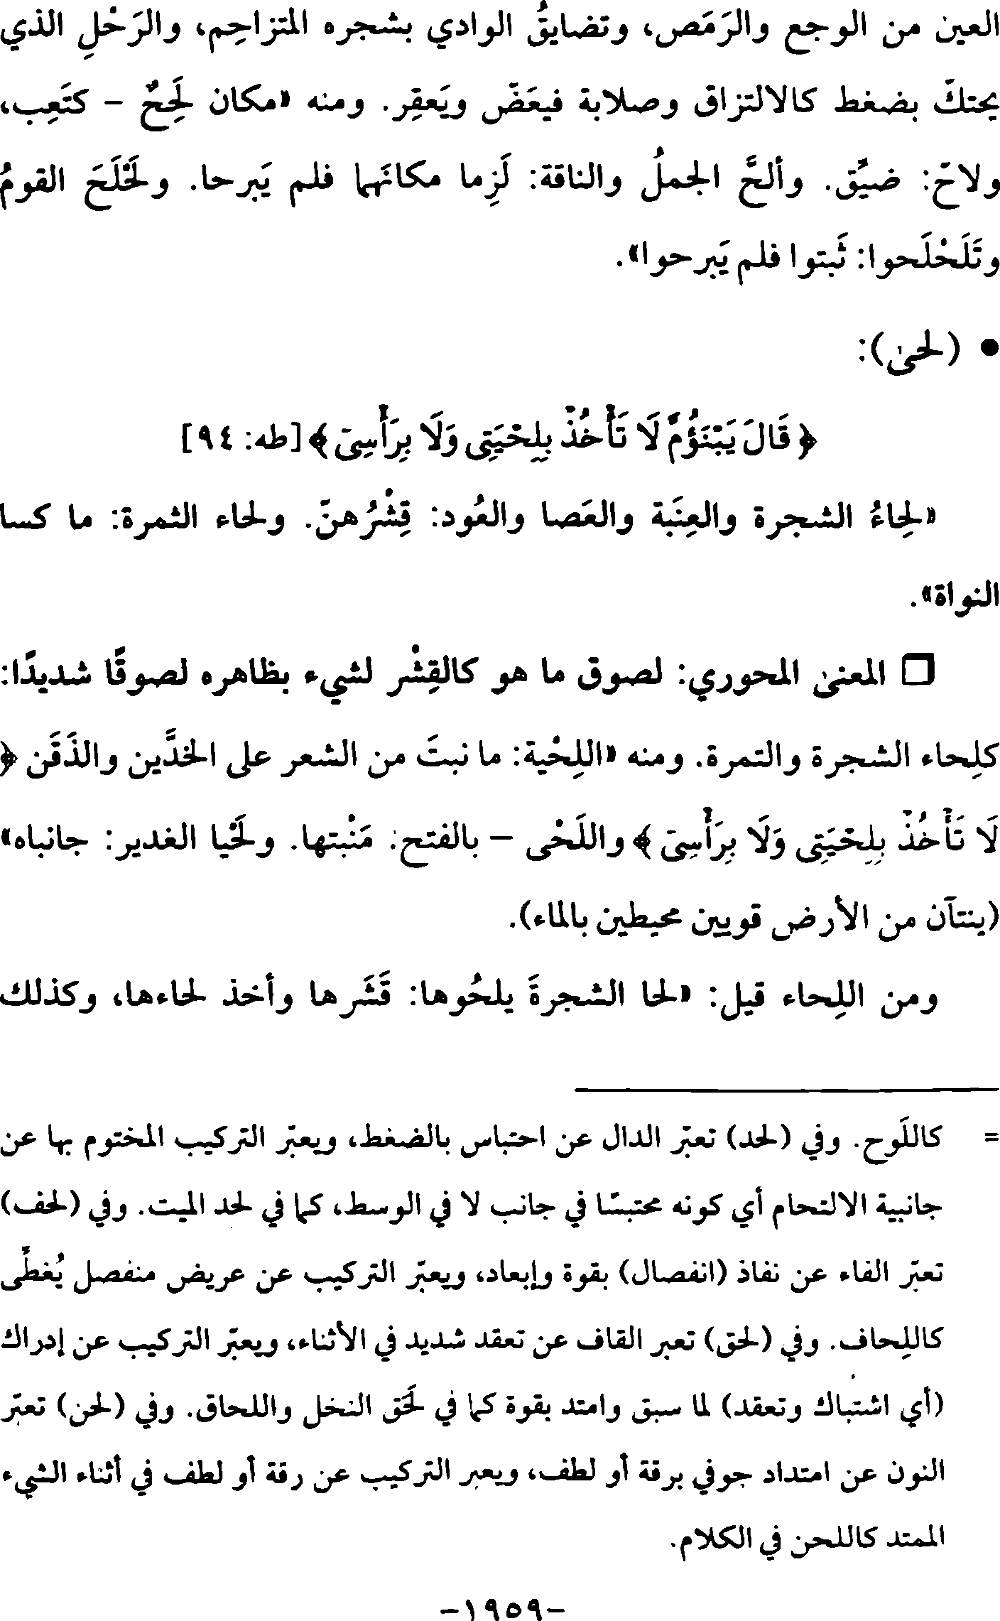 العين من الوجع والرَمَص، وتضايقُ الوادي بشجره المتزاحِم، والرَحْلِ الذي
يحتكّ بضغط كالالتزاق وصلابة فيعَضّ ويَعقِر. ومنه «مكان لَحِحٌ – كتَعِب،
ولاحّ: ضيِّق. وألحَّ الجملُ والناقة: لَزِما مكانَهما فلم يَبرحا. ولَحْلَحَ القومُ
وتَلَحْلَحوا: ثَبتوا فلم يَبرحوا».
• (لحىٰ):
﴿ قَالَ يَبْنَؤُمَّ لَا تَأْخُذْ بِلِحْيَتِى وَلَا بِرَأْسِىٓ ﴾ [طه: ٩٤]
«لِحاءُ الشجرة والعِنَبة والعَصا والعُود: قِشْرُهنّ. ولحاء الثمرة: ما كسا
النواة».
❒ المعنىٰ المحوري: لصوق ما هو كالقِشْر لشيء بظاهره لصوقًا شديدًا:
كلِحاء الشجرة والتمرة. ومنه «اللِحْية: ما نبتَ من الشعر على الخدَّين والذَقَن ﴿
لَا تَأْخُذْ بِلِحْيَتِى وَلَا بِرَأْسِىٓ ﴾ واللَحْى – بالفتح: مَنْبتها. ولَحْيا الغدير: جانباه»
(ينتآن من الأرض قويين محيطين بالماء).
ومن اللِحاء قيل: «لحا الشجرةَ يلحُوها: قَشَرها وأخذ لحاءها، وكذلك
= كاللَوح. وفي (لحد) تعبّر الدال عن احتباس بالضغط، ويعبّر التركيب المختوم بها عن
جانبية الالتحام أي كونه محتبسًا في جانب لا في الوسط، كما في لحد الميت. وفي (لحف)
تعبّر الفاء عن نفاذ (انفصال) بقوة وإبعاد، ويعبّر التركيب عن عريض منفصل يُغطَّى
كاللِحاف. وفي (لحق) تعبر القاف عن تعقد شديد في الأثناء، ويعبّر التركيب عن إدراك
(أي اشتباك وتعقد) لما سبق وامتد بقوة كما في لَحَق النخل واللحاق. وفي (لحن) تعبّر
النون عن امتداد جوفي برقة أو لطف، ويعبر التركيب عن رقة أو لطف في أثناء الشيء
الممتد كاللحن في الكلام.
-١٩٥٩-